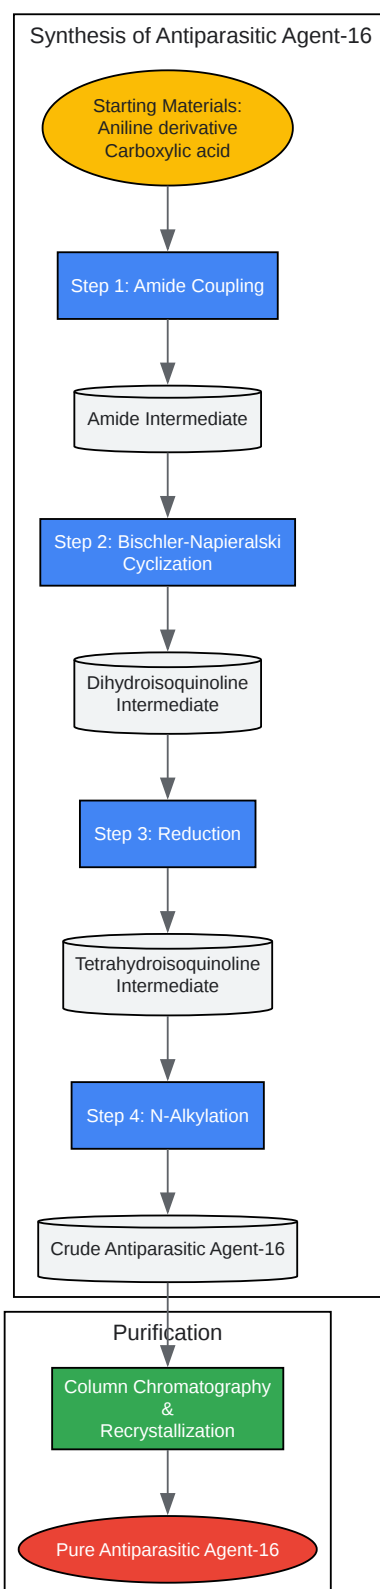 Synthesis of Antiparasitic Agent-16
Starting Materials:
Aniline derivative
Carboxylic acid
Step 1: Amide Coupling
Amide Intermediate
Step 2: Bischler-Napieralski
Cyclization
Dihydroisoquinoline
Intermediate
Step 3: Reduction
Tetrahydroisoquinoline
Intermediate
Step 4: N-Alkylation
Crude Antiparasitic Agent-16
Purification
Column Chromatography
&
Recrystallization
Pure Antiparasitic Agent-16